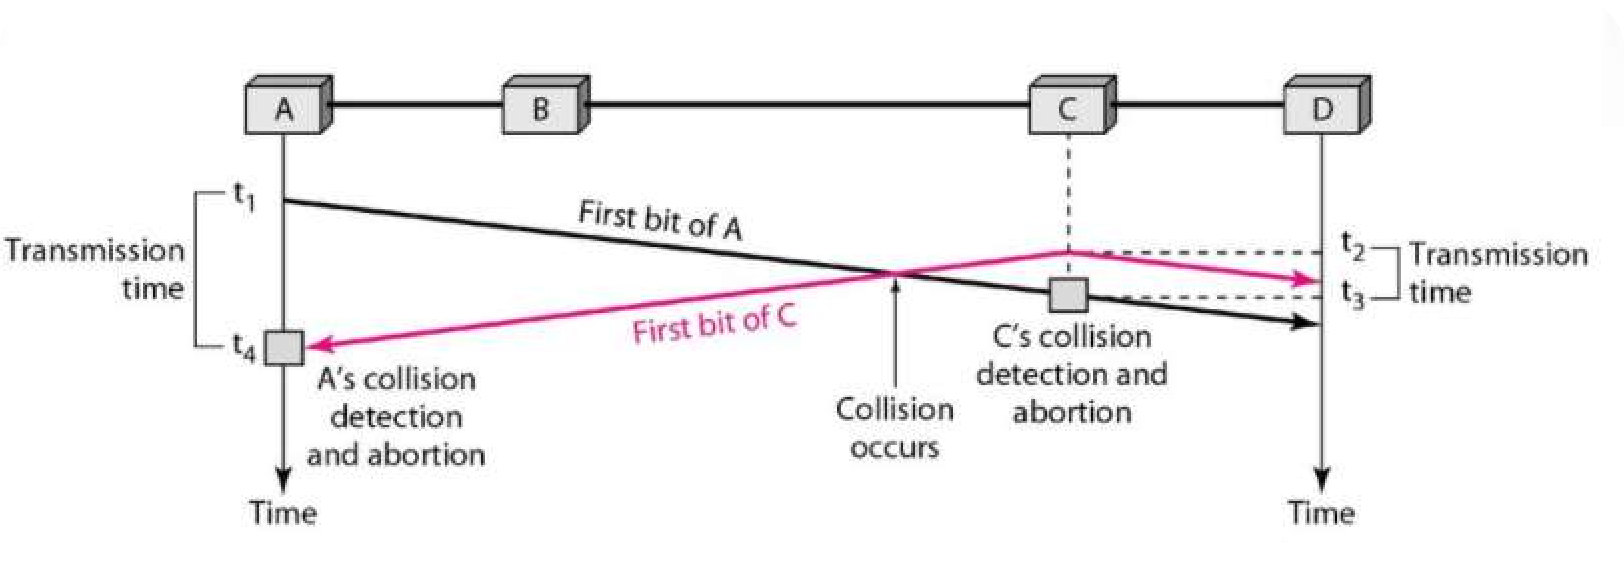 A
B
C
D
t1
First bit of A
Transmission
time
t2
Transmission
t3
time
First bit of C
t4
C's collision
detection and
abortion
A's collision
detection
and abortion
Collision
occurs
Time
Time